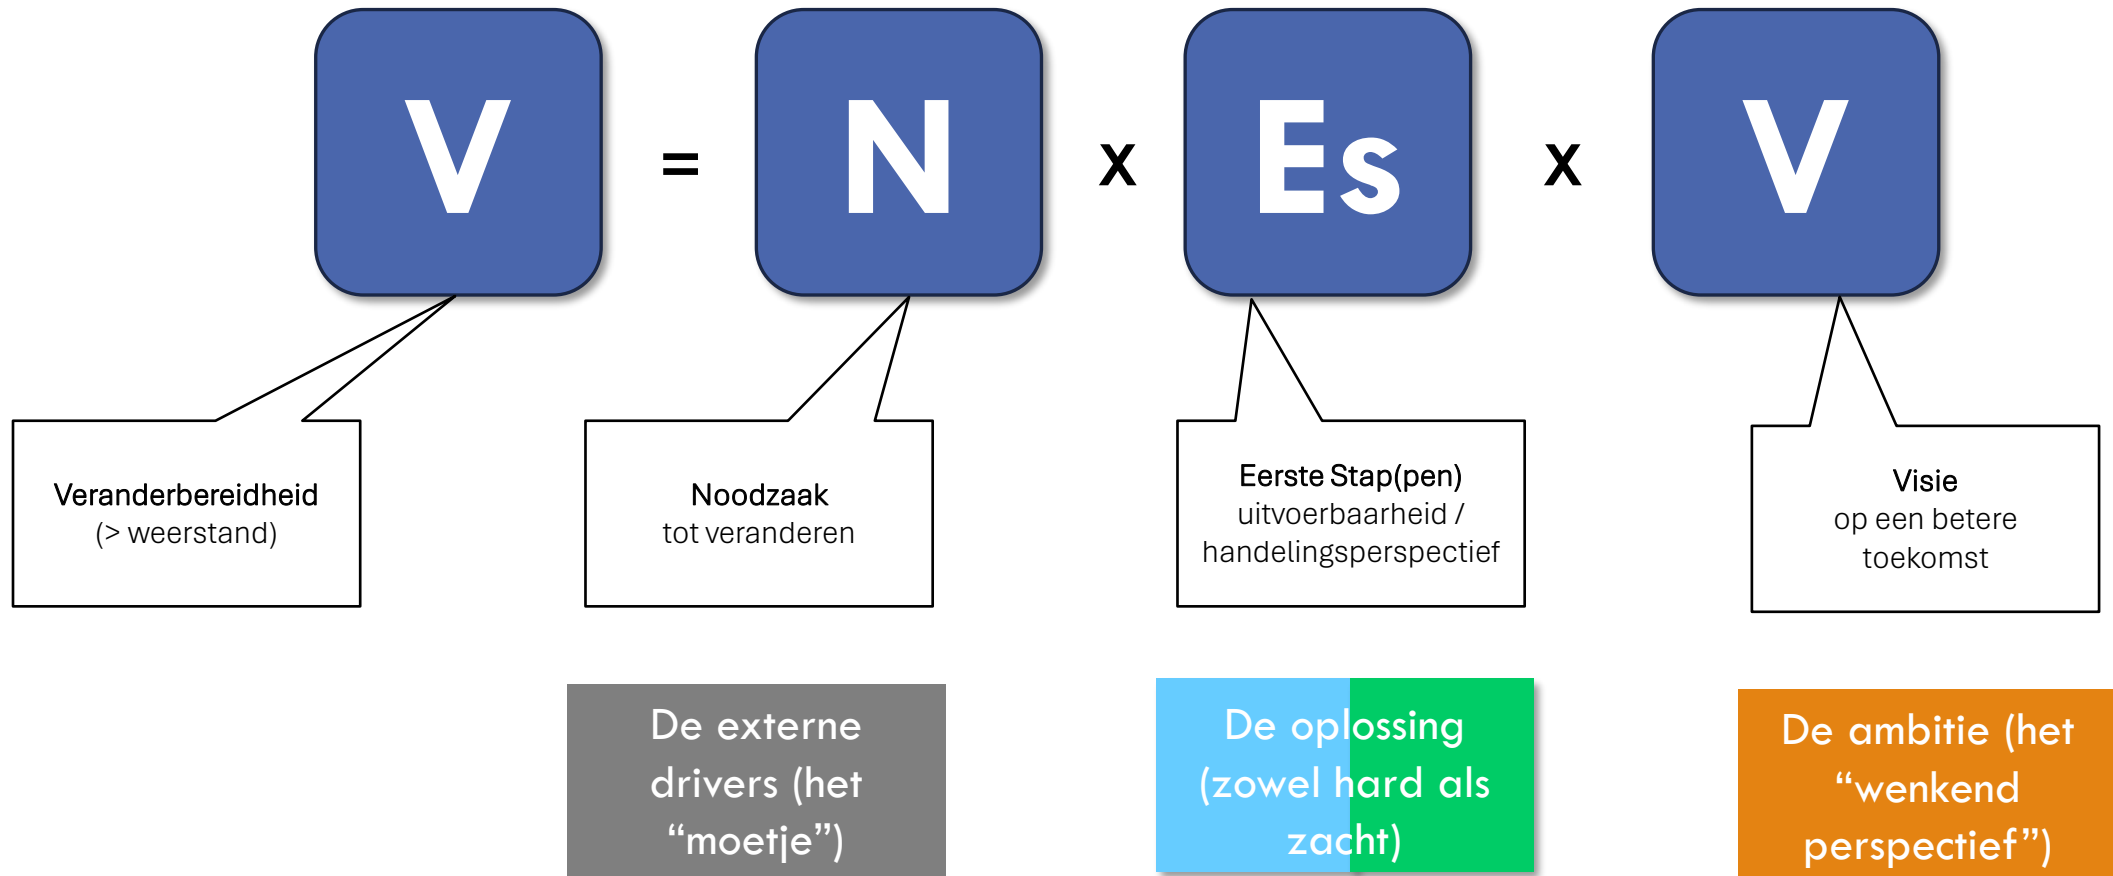 V = N x Es x V
Veranderbereidheid
(> weerstand)
Noodzaak
tot veranderen
Eerste Stap(pen)
uitvoerbaarheid /
handelingsperspectief
Visie
op een betere
toekomst
De externe
drivers (het
“moetje”)
De oplossing
(zowel hard als
zacht)
De ambitie (het
“wenkend
perspectief”)